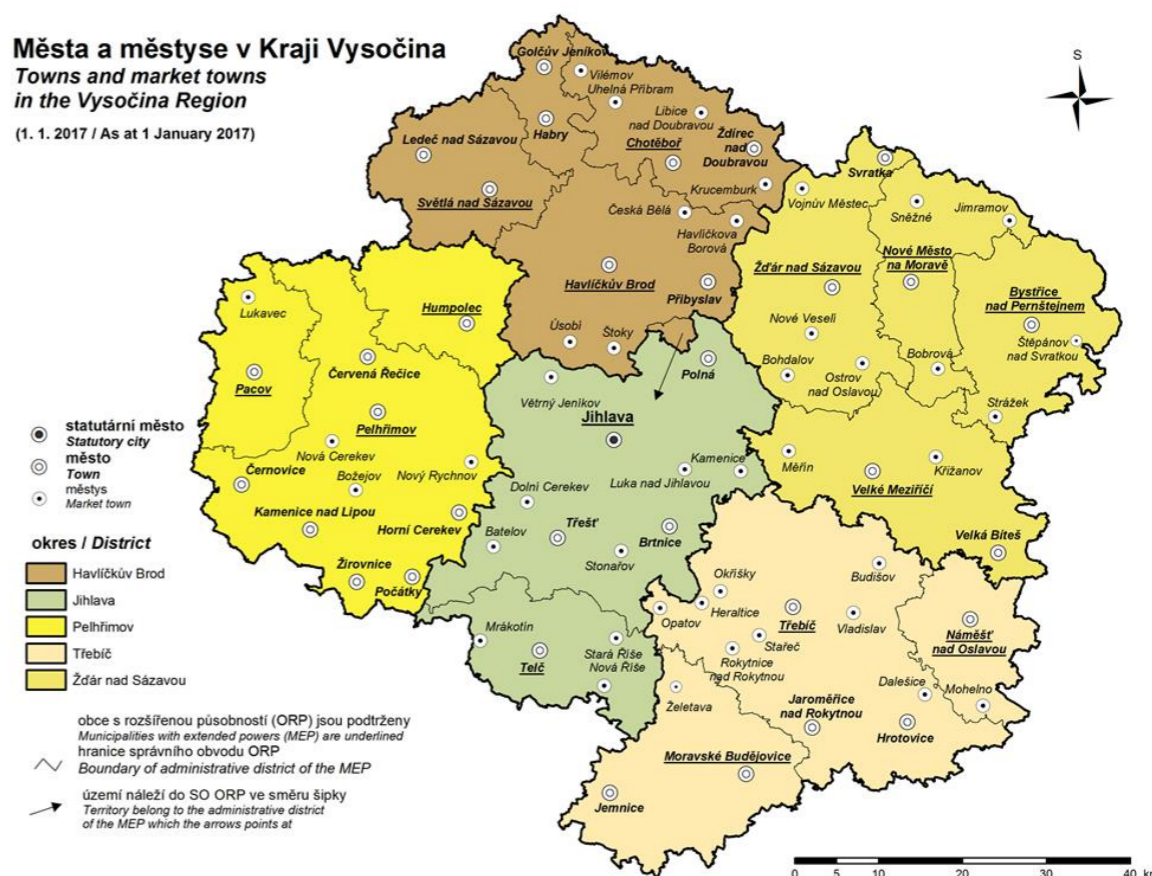 Města a městyse v Kraji Vysočina
Towns and market towns
in the Vysočina Region
(1. 1. 2017 / As at 1 January 2017)
S
Golčův Jeníkov
Vilémov
Uhelná Příbram
Libice
nad Doubravou
Habry
Ledeč nad Sázavou
Chotěboř
Ždírec
nad
Doubravou
Krucemburk
Světlá nad Sázavou
Česká Bělá
Havlíčkova
Borová
Havlíčkův Brod
Přibyslav
Úsobí
Štoky
Svratka
Vojnův Městec
Sněžné
Jimramov
Nové Město
na Moravě
Žďár nad Sázavou
Bystřice
nad Pernštejnem
Nové Veselí
Štěpánov
nad Svratkou
Bohdalov
Ostrov
nad Oslavou
Bobrová
Strážek
Měřín
Křižanov
Velké Meziříčí
Velká Bíteš
Lukavec
Humpolec
Pacov
Červená Řečice
Pelhřimov
Nová Cerekev
Černovice
Božejov
Nový Rychnov
Kamenice nad Lipou
Horní Cerekev
Žirovnice
Počátky
Polná
Větrný Jeníkov
Jihlava
Kamenice
Luka nad Jihlavou
Dolní Cerekev
Třešť
Brtnice
Batelov
Stonařov
Mrákotín
Telč
Stará Říše
Nová Říše
Okříšky
Budišov
Opatov
Heraltice
Třebíč
Vladislav
Stařeč
Rokytnice
nad Rokytnou
Náměšť
nad Oslavou
Želetava
Jaroměřice
nad Rokytnou
Dalešice
Mohelno
Hrotovice
Moravské Budějovice
Jemnice
statutární město
Statutory city
město
Town
městys
Market town
okres / District
Havlíčkův Brod
Jihlava
Pelhřimov
Třebíč
Žďár nad Sázavou
obce s rozšířenou působností (ORP) jsou podtrženy
Municipalities with extended powers (MEP) are underlined
hranice správního obvodu ORP
Boundary of administrative district of the MEP
území náleží do SO ORP ve směru šipky
Territory belong to the administrative district
of the MEP which the arrows points at
0 5 10 20 30 40 km